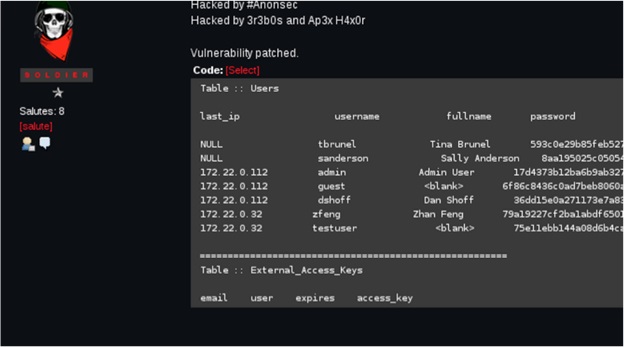 Hacked by #Anonsec
Hacked by 3r3b0s and Ap3x H4x0r
Vulnerability patched.
SOLDIER
Salutes: 8
[salute]
Code: [Select]
Table :: Users
last_ip username fullname password
NULL tbrunel Tina Brunel 593c0e29b85feb527
NULL sanderson Sally Anderson 8aa195025c05054
172.22.0.112 admin Admin User 17d4373b12ba6b9ab327
172.22.0.112 guest <blank> 6f86c8436c0ad7beb8060a
172.22.0.112 dshoff Dan Shoff 36dd15e0a271173e7a83
172.22.0.32 zfeng Zhan Feng 79a19227cf2ba1abdf6501
172.22.0.32 testuser <blank> 75e11ebb144a08d6b4ca
=====================================================
Table :: External_Access_Keys
email user expires access_key